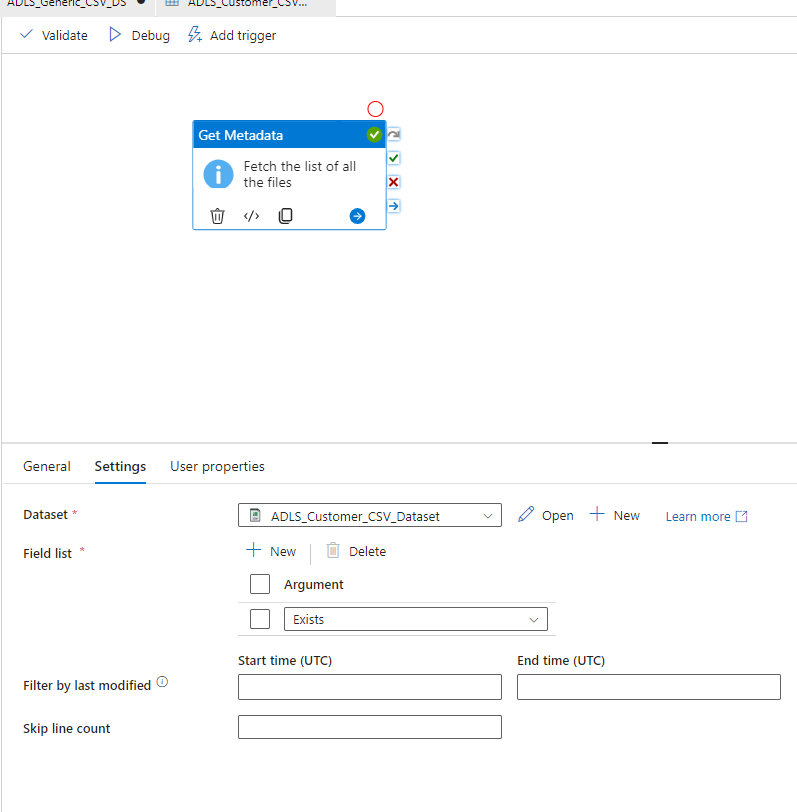 ADLS_Generic_CSV_DS
ADLS_Customer_CSV...
Validate Debug Add trigger
Get Metadata
Fetch the list of all
the files
General Settings User properties
Dataset * ADLS_Customer_CSV_Dataset Open New Learn more
Field list * New Delete
Argument
Exists
Start time (UTC) End time (UTC)
Filter by last modified
Skip line count